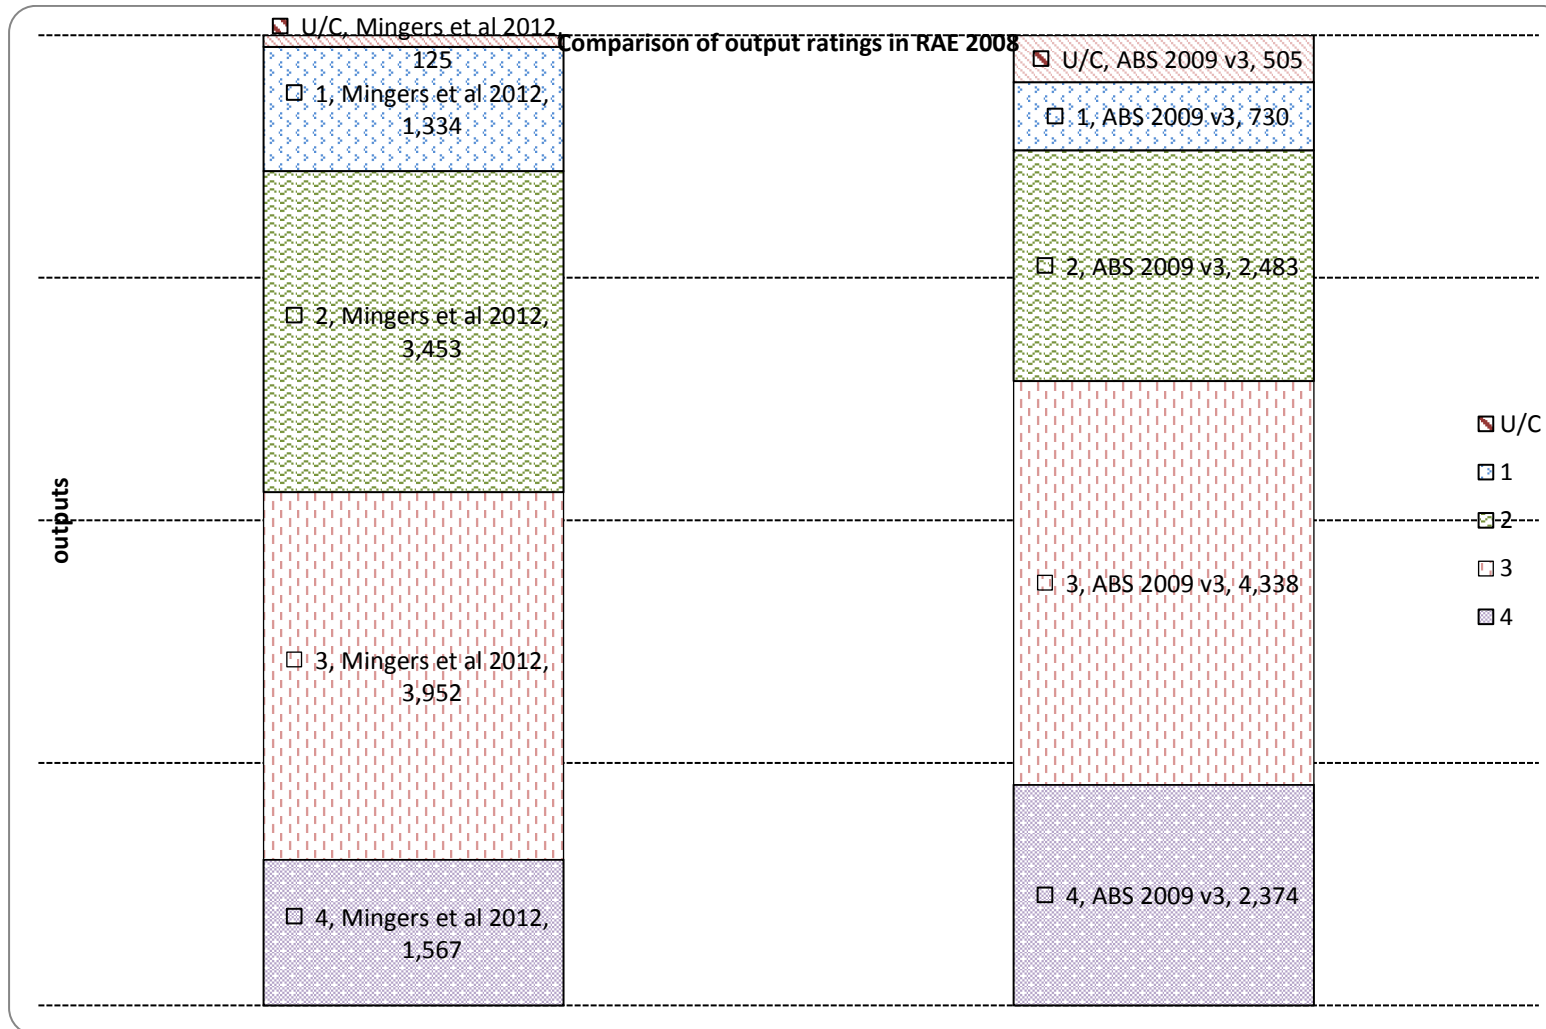 Comparison of output ratings in RAE 2008
outputs
U/C, Mingers et al 2012,
125
1, Mingers et al 2012,
1,334
2, Mingers et al 2012,
3,453
3, Mingers et al 2012,
3,952
4, Mingers et al 2012,
1,567
U/C, ABS 2009 v3, 505
1, ABS 2009 v3, 730
2, ABS 2009 v3, 2,483
3, ABS 2009 v3, 4,338
4, ABS 2009 v3, 2,374
U/C
1
2
3
4